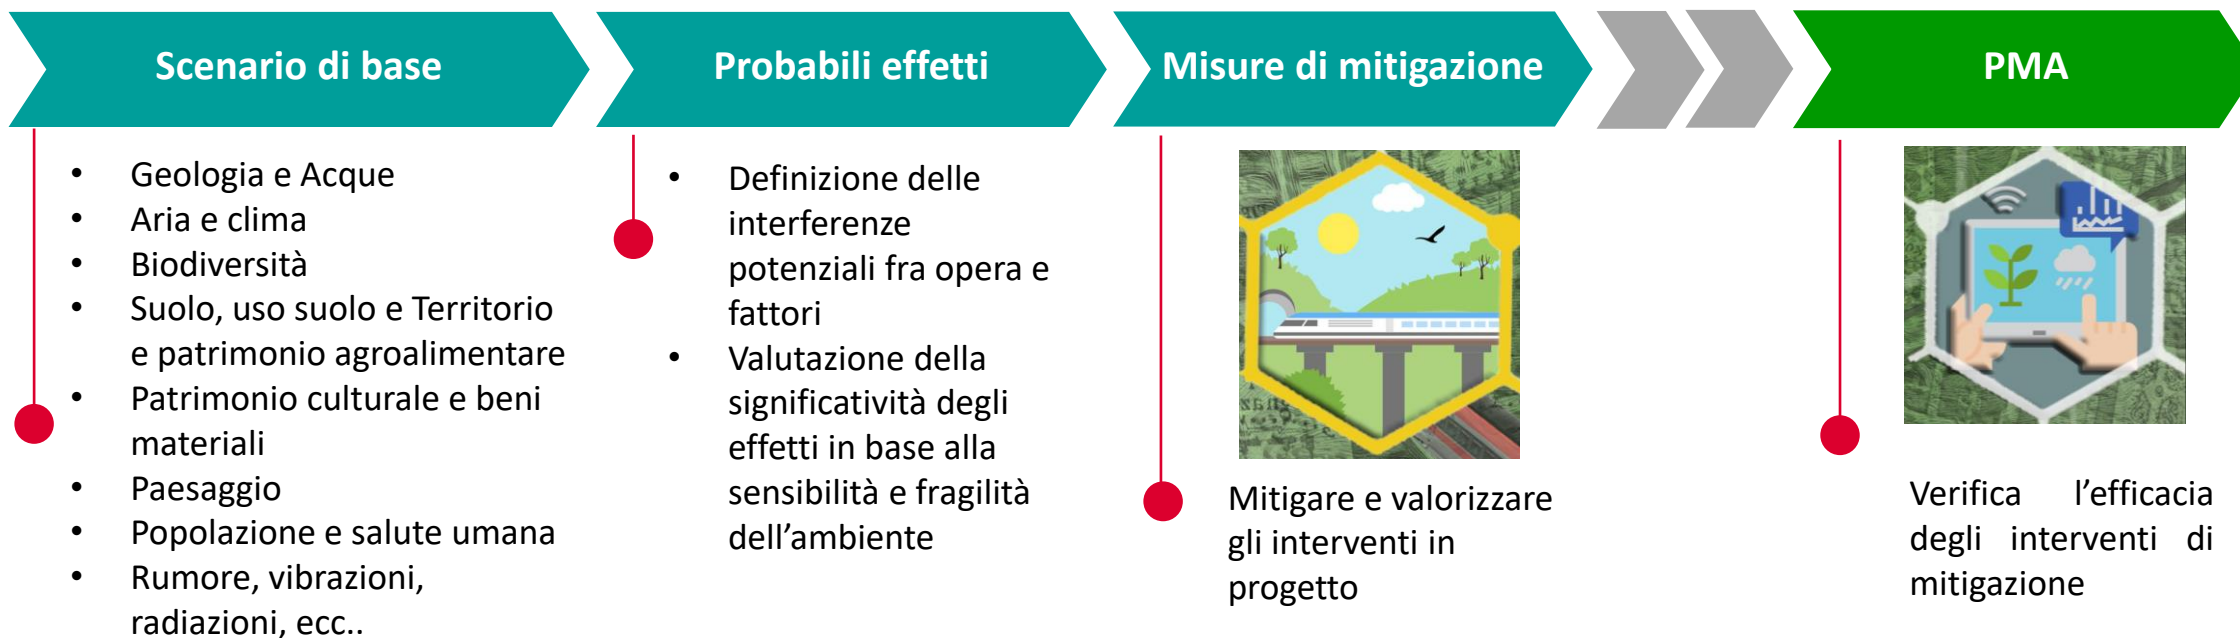 Scenario di base
Probabili effetti
Misure di mitigazione
PMA
• Geologia e Acque
• Aria e clima
• Biodiversità
• Suolo, uso suolo e Territorio
e patrimonio agroalimentare
• Patrimonio culturale e beni
materiali
• Paesaggio
• Popolazione e salute umana
• Rumore, vibrazioni,
radiazioni, ecc..
• Definizione delle
interferenze
potenziali fra opera e
fattori
• Valutazione della
significatività degli
effetti in base alla
sensibilità e fragilità
dell’ambiente
Mitigare e valorizzare
gli interventi in
progetto
Verifica l’efficacia
degli interventi di
mitigazione